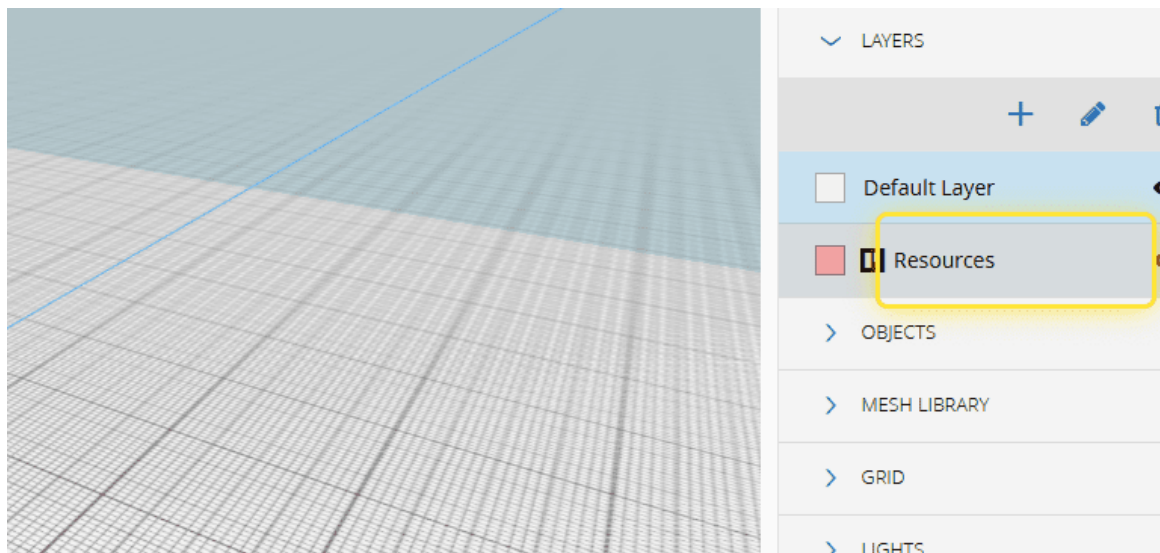 LAYERS
Default Layer
Resources
OBJECTS
MESH LIBRARY
GRID
LIGHTS